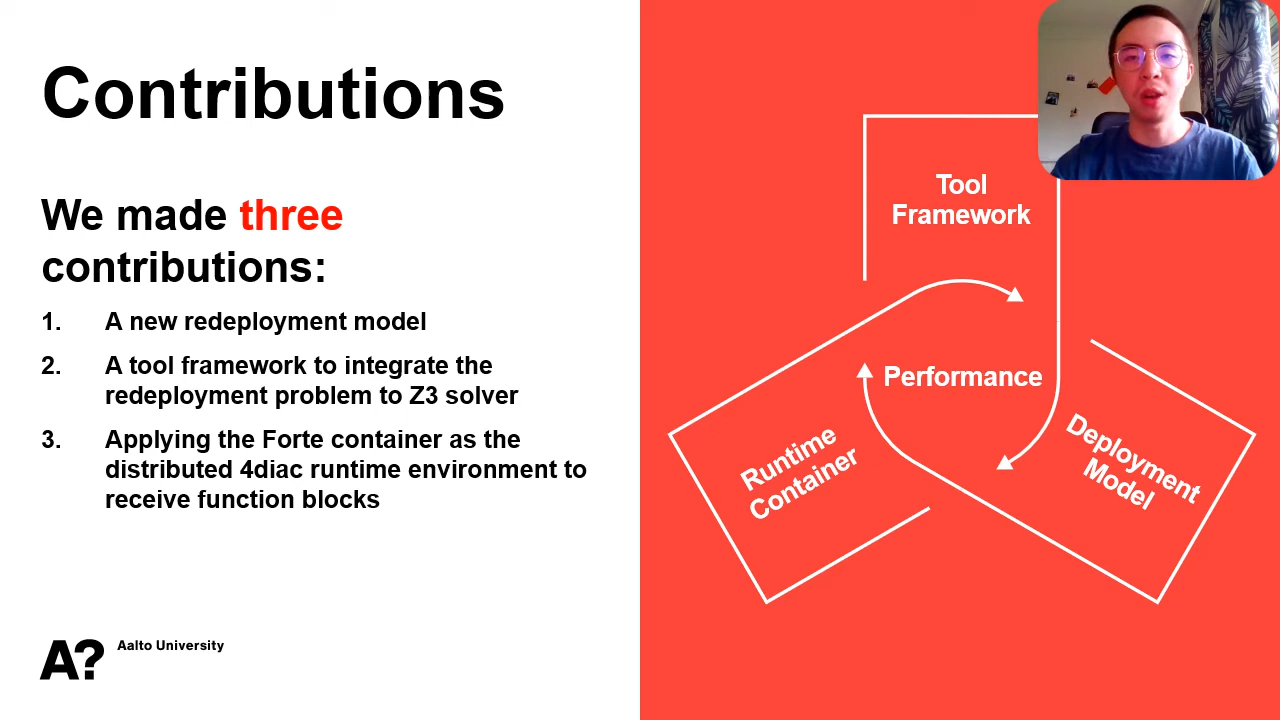 Contributions
We made three
contributions:
1. A new redeployment model
2. A tool framework to integrate the
redeployment problem to Z3 solver
3. Applying the Forte container as the
distributed 4diac runtime environment to
receive function blocks
A? Aalto University
Tool
Framework
Performance
Runtime
Container
Deployment
Model